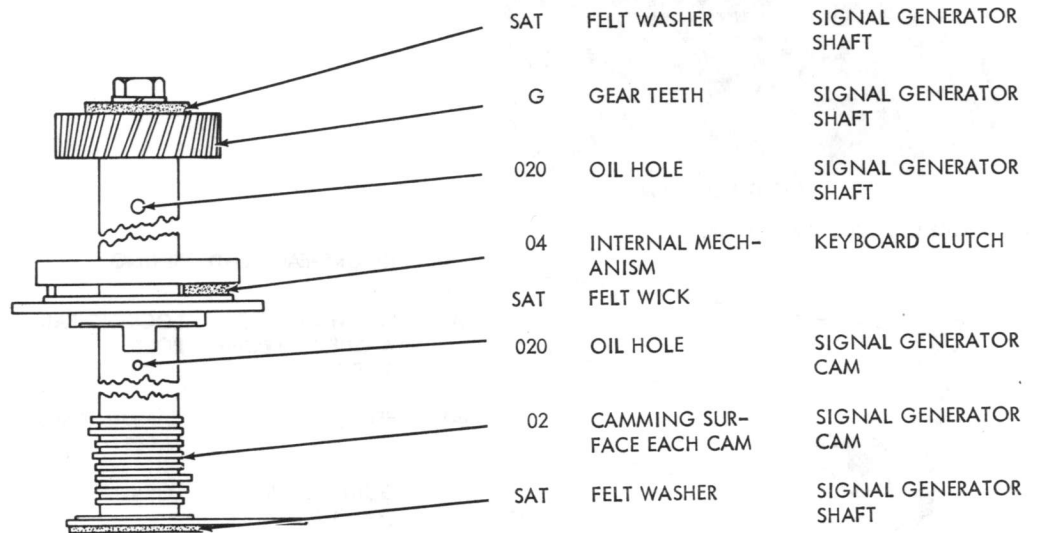 SAT FELT WASHER SIGNAL GENERATOR
SHAFT
G GEAR TEETH SIGNAL GENERATOR
SHAFT
020 OIL HOLE SIGNAL GENERATOR
SHAFT
04 INTERNAL MECH- KEYBOARD CLUTCH
ANISM
SAT FELT WICK
020 OIL HOLE SIGNAL GENERATOR
CAM
02 CAMMING SUR- SIGNAL GENERATOR
FACE EACH CAM CAM
SAT FELT WASHER SIGNAL GENERATOR
SHAFT